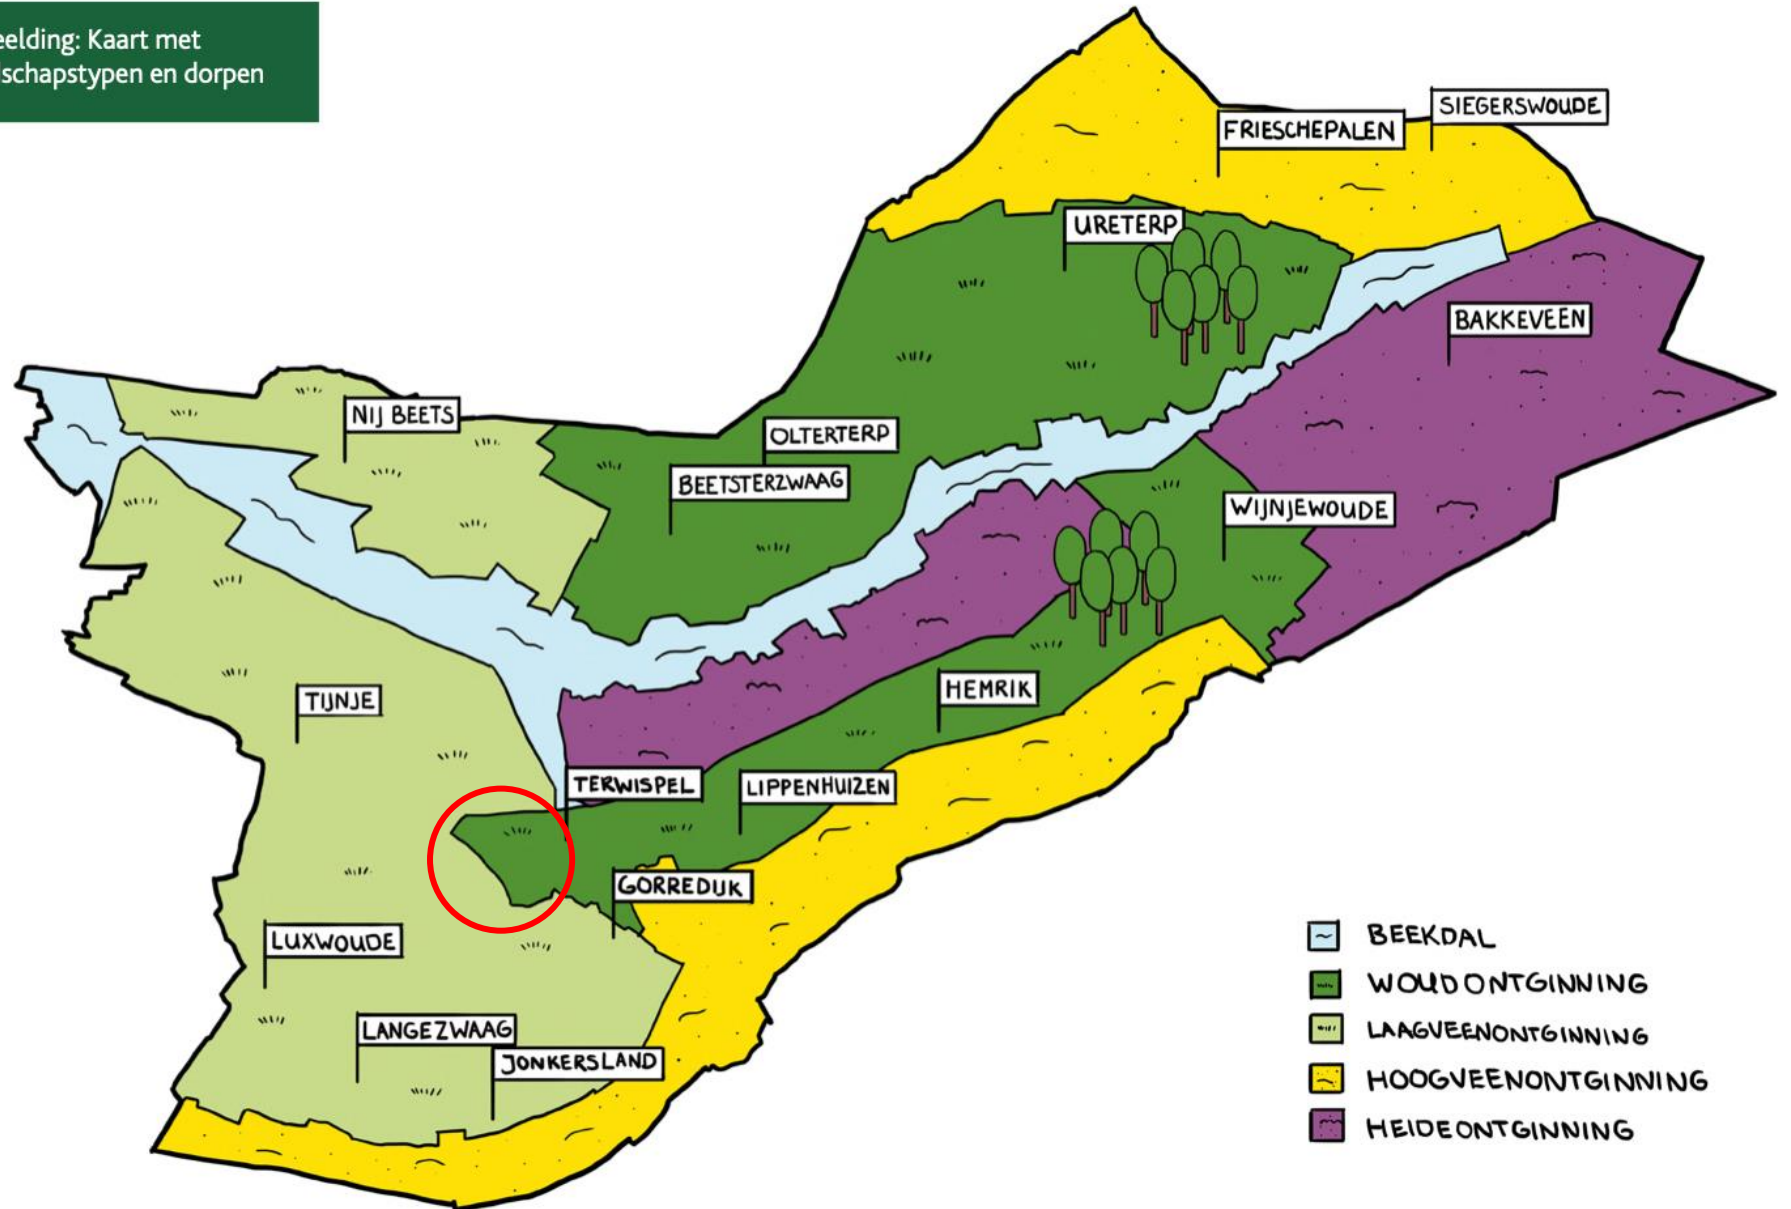 eelding: Kaart met
dschapstypen en dorpen
SIEGERSWOUDE
FRIESCHEPALEN
URETERP
BAKKEVEEN
NIJ BEETS
OLTERTERP
BEETSTERZWAAG
WIJNJEWOUDE
TIJNJE
HEMRIK
TERWISPEL
LIPPENHUIZEN
GORREDIJK
LUXWOUDE
LANGEZWAAG
JONKERSLAND
BEEKDAL
WOUDONTGINNING
LAAGVEENONTGINNING
HOOGVEENONTGINNING
HEIDEONTGINNING